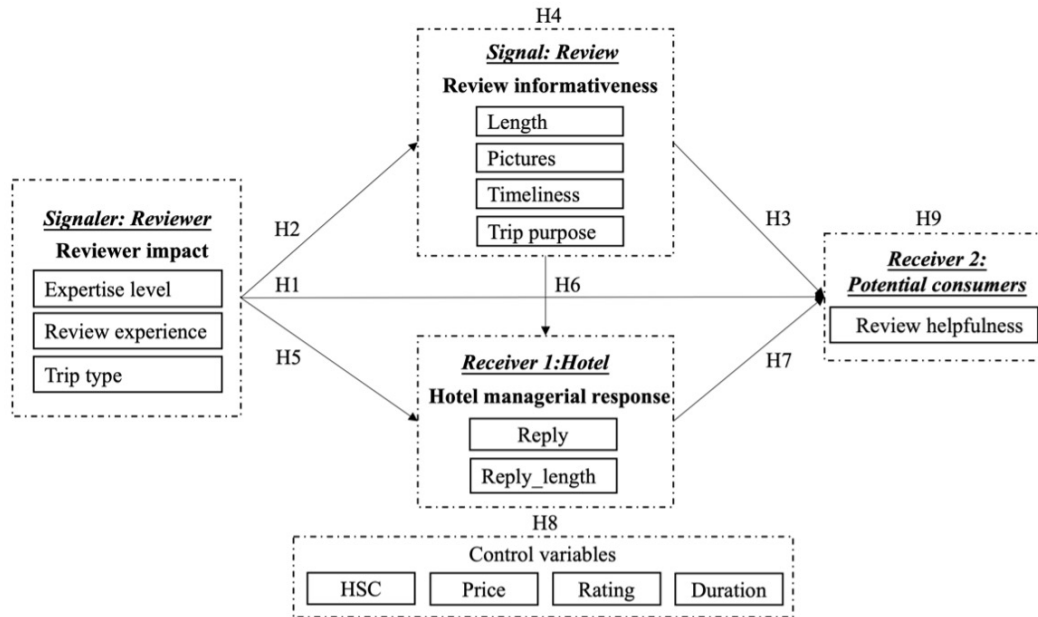 H4
Signal: Review
Review informativeness
Length
Pictures
Timeliness
Trip purpose
Signaler: Reviewer
Reviewer impact
Expertise level
Review experience
Trip type
H2
H1
H5
H6
H3
H7
H9
Receiver 2:
Potential consumers
Review helpfulness
Receiver 1:Hotel
Hotel managerial response
Reply
Reply_length
H8
Control variables
HSC
Price
Rating
Duration